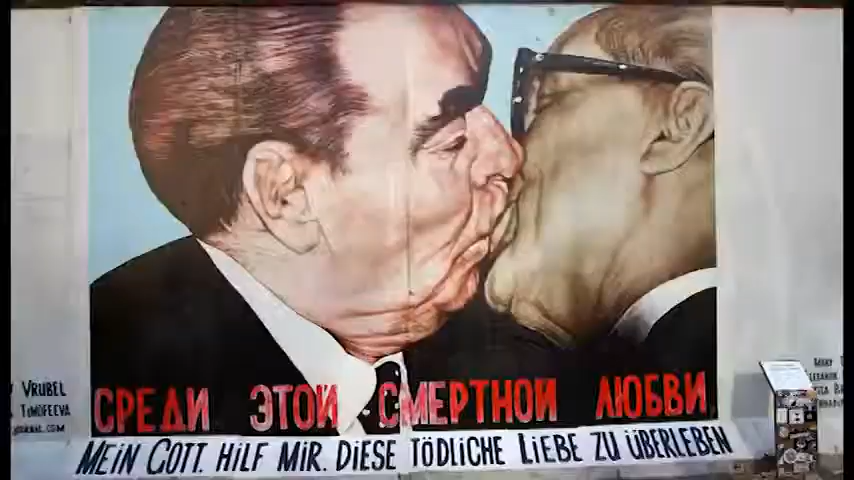 СРЕДИ ЭТОЙ СМЕРТНОЙ ЛЮБВИ
MEIN GOTT. HILF MIR. DIESE TÖDLICHE LIEBE ZU ÜBERLEBEN
VRUBEL
TIMOFEEVA